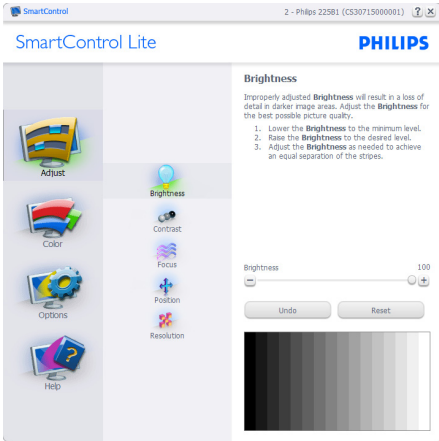 SmartControl
2 - Philips 225B1 (CS30715000001)
SmartControl Lite
PHILIPS
Adjust
Color
Options
Help
Brightness
Contrast
Focus
Position
Resolution
Brightness
Improperly adjusted Brightness will result in a loss of
detail in darker image areas. Adjust the Brightness for
the best possible picture quality.
1. Lower the Brightness to the minimum level.
2. Raise the Brightness to the desired level.
3. Adjust the Brightness as needed to achieve
an equal separation of the stripes.
Brightness 100
Undo Reset